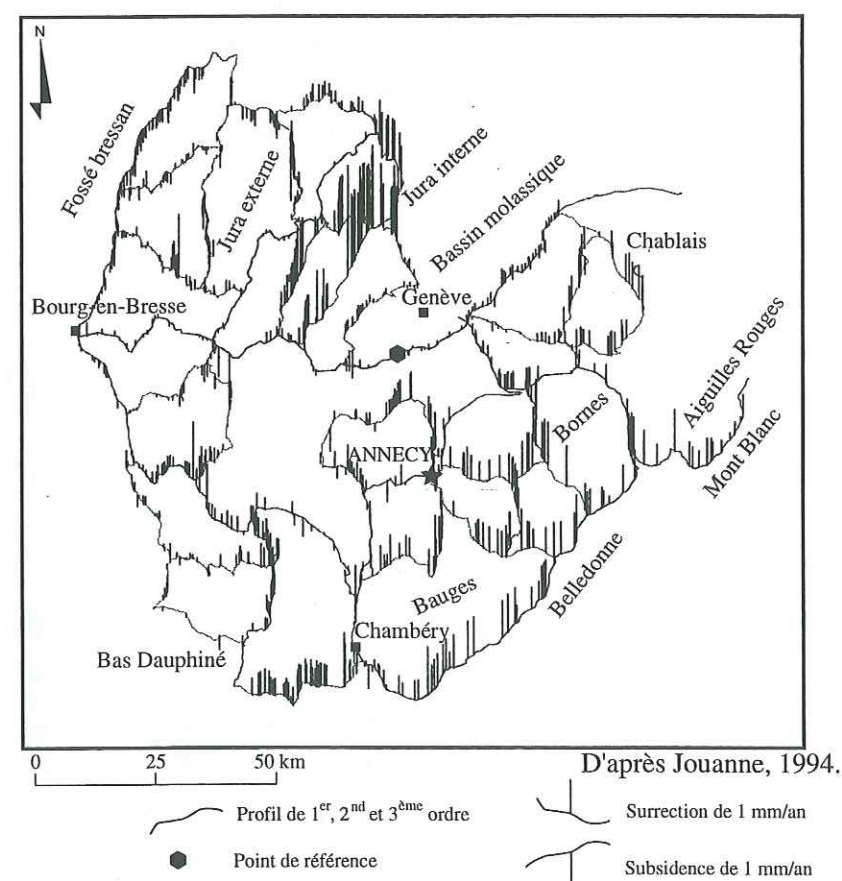 N
Fossé bressan
Jura externe
Jura interne
Bassin molassique
Chablais
Bourg-en-Bresse
Genève
Aiguilles Rouges
Mont Blanc
Bornes
ANNECY
Belledonne
Bauges
Chambéry
Bas Dauphiné
0 25 50 km
D'après Jouanne, 1994.
Profil de 1er, 2nd et 3ème ordre
Surrection de 1 mm/an
Point de référence
Subsidence de 1 mm/an